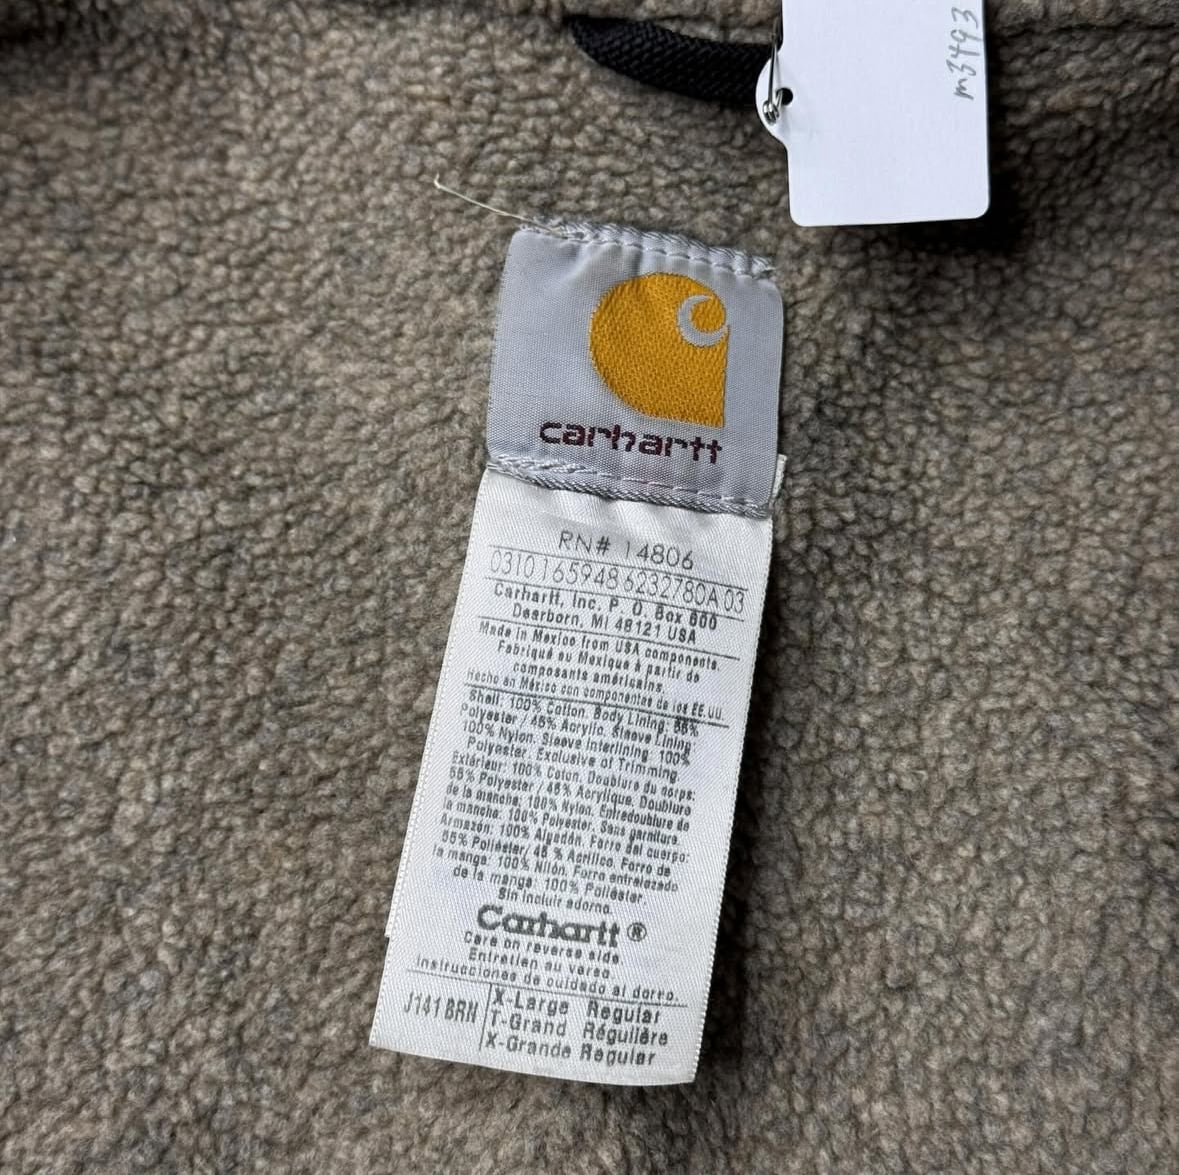 m3493
carhartt
RN# 14806
0310 165948 6232780A 03
Carhartt, Inc. P. O. Box 600
Dearborn, MI 48121 USA
Made in Mexico from USA components.
Fabriqué au Mexique à partir de
composants américains.
Hecho en México con componentes de los EE.UU.
Shell: 100% Cotton. Body Lining: 55%
Polyester / 45% Acrylic. Sleeve Lining
100% Nylon. Sleeve Interlining. 100%
Polyester. Exclusive of Trimming.
Extérieur: 100% Coton. Doublure du corps:
55% Polyester / 45% Acrylique. Doublure
de la manche: 100% Nylon. Entredoublure de
la manche: 100% Polyester. Sans garniture.
Armazón: 100% Algodón. Forro del cuerpo:
55% Poliéster/ 45 % Acrílico. Forro de
la manga: 100% Nilón. Forro entrelazado
de la manga: 100% Poliéster.
Sin incluir adorno.
Carhartt ®
Care on reverse side
Entretien au verso.
Instrucciones de cuidado al dorso.
J141 BRN
X-Large Regular
T-Grand Régulière
X-Grande Regular